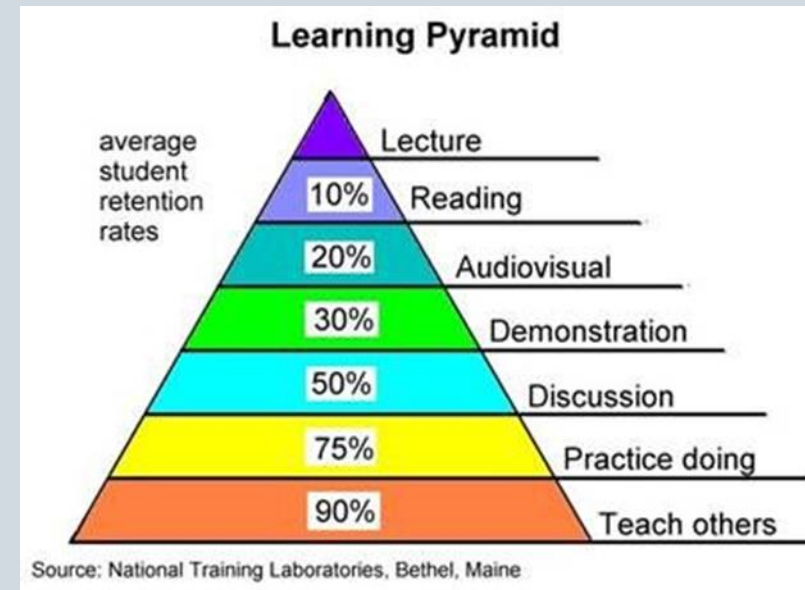 Learning Pyramid
average
student
retention
rates
Lecture
10% Reading
20% Audiovisual
30% Demonstration
50% Discussion
75% Practice doing
90% Teach others
Source: National Training Laboratories, Bethel, Maine